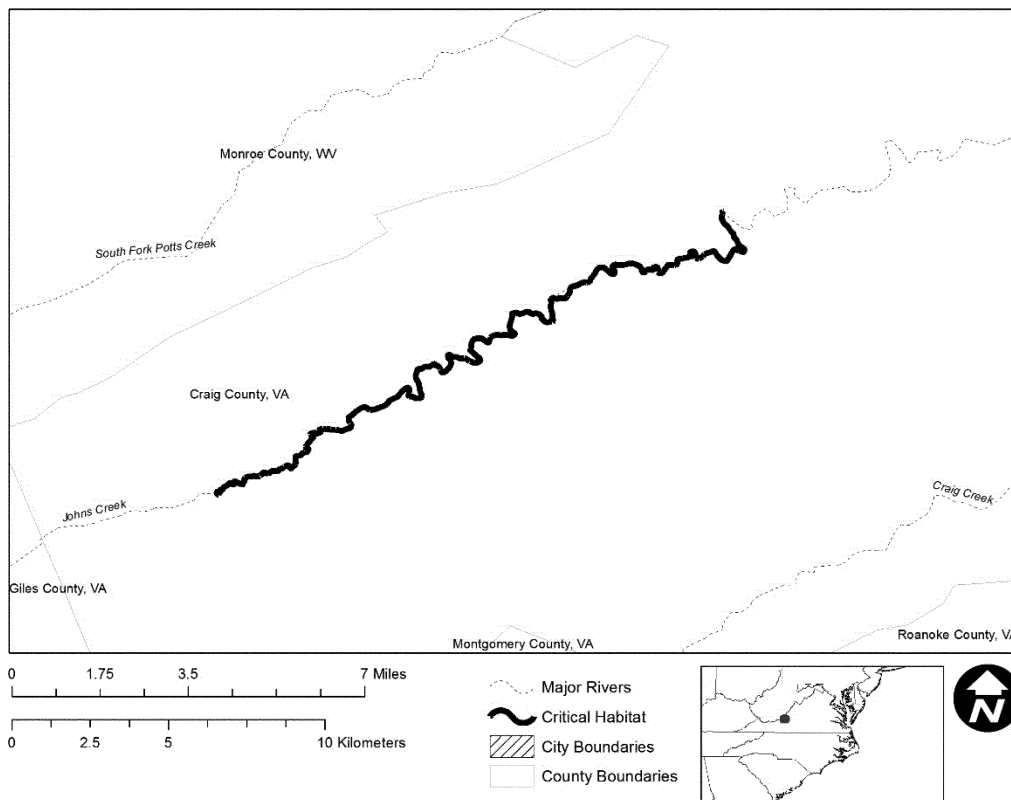 Monroe County, WV
South Fork Potts Creek
Craig County, VA
Johns Creek
Craig Creek
Giles County, VA
Montgomery County, VA
Roanoke County, VA
0 1.75 3.5 7 Miles
0 2.5 5 10 Kilometers
Major Rivers
Critical Habitat
City Boundaries
County Boundaries
N